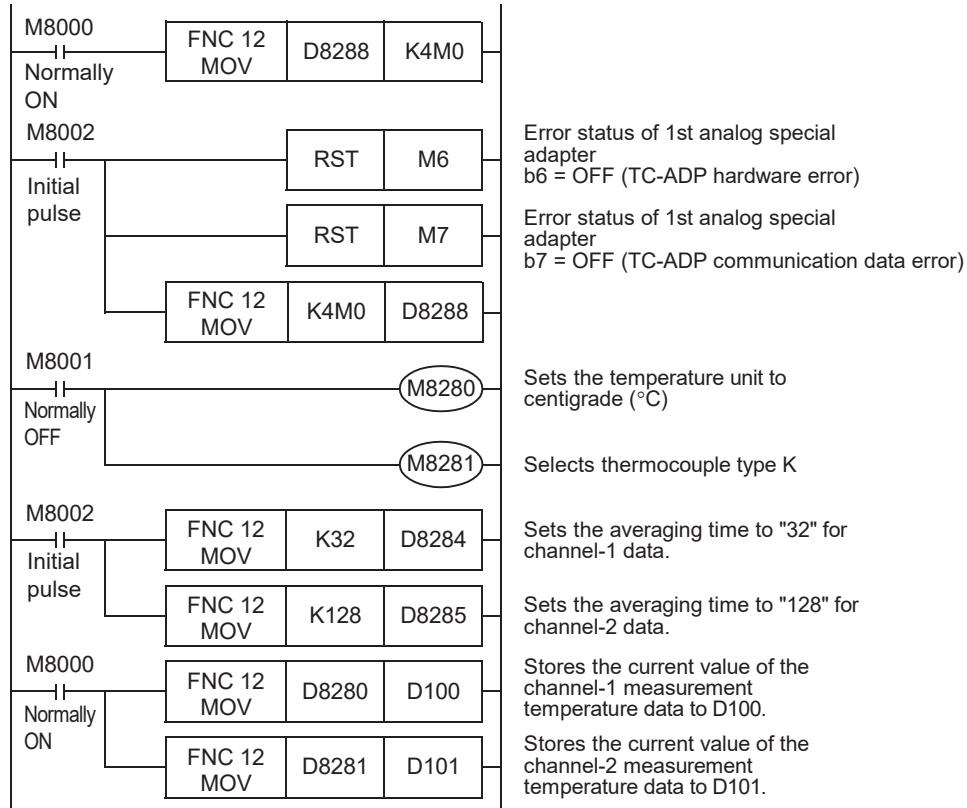 M8000
FNC 12
MOV
D8288
K4M0
Normally
ON
M8002
RST
M6
Error status of 1st analog special
adapter
b6 = OFF (TC-ADP hardware error)
Initial
pulse
RST
M7
Error status of 1st analog special
adapter
b7 = OFF (TC-ADP communication data error)
FNC 12
MOV
K4M0
D8288
M8001
M8280
Sets the temperature unit to
centigrade (°C)
Normally
OFF
M8281
Selects thermocouple type K
M8002
FNC 12
MOV
K32
D8284
Sets the averaging time to "32" for
channel-1 data.
Initial
pulse
FNC 12
MOV
K128
D8285
Sets the averaging time to "128" for
channel-2 data.
M8000
FNC 12
MOV
D8280
D100
Stores the current value of the
channel-1 measurement
temperature data to D100.
Normally
ON
FNC 12
MOV
D8281
D101
Stores the current value of the
channel-2 measurement
temperature data to D101.